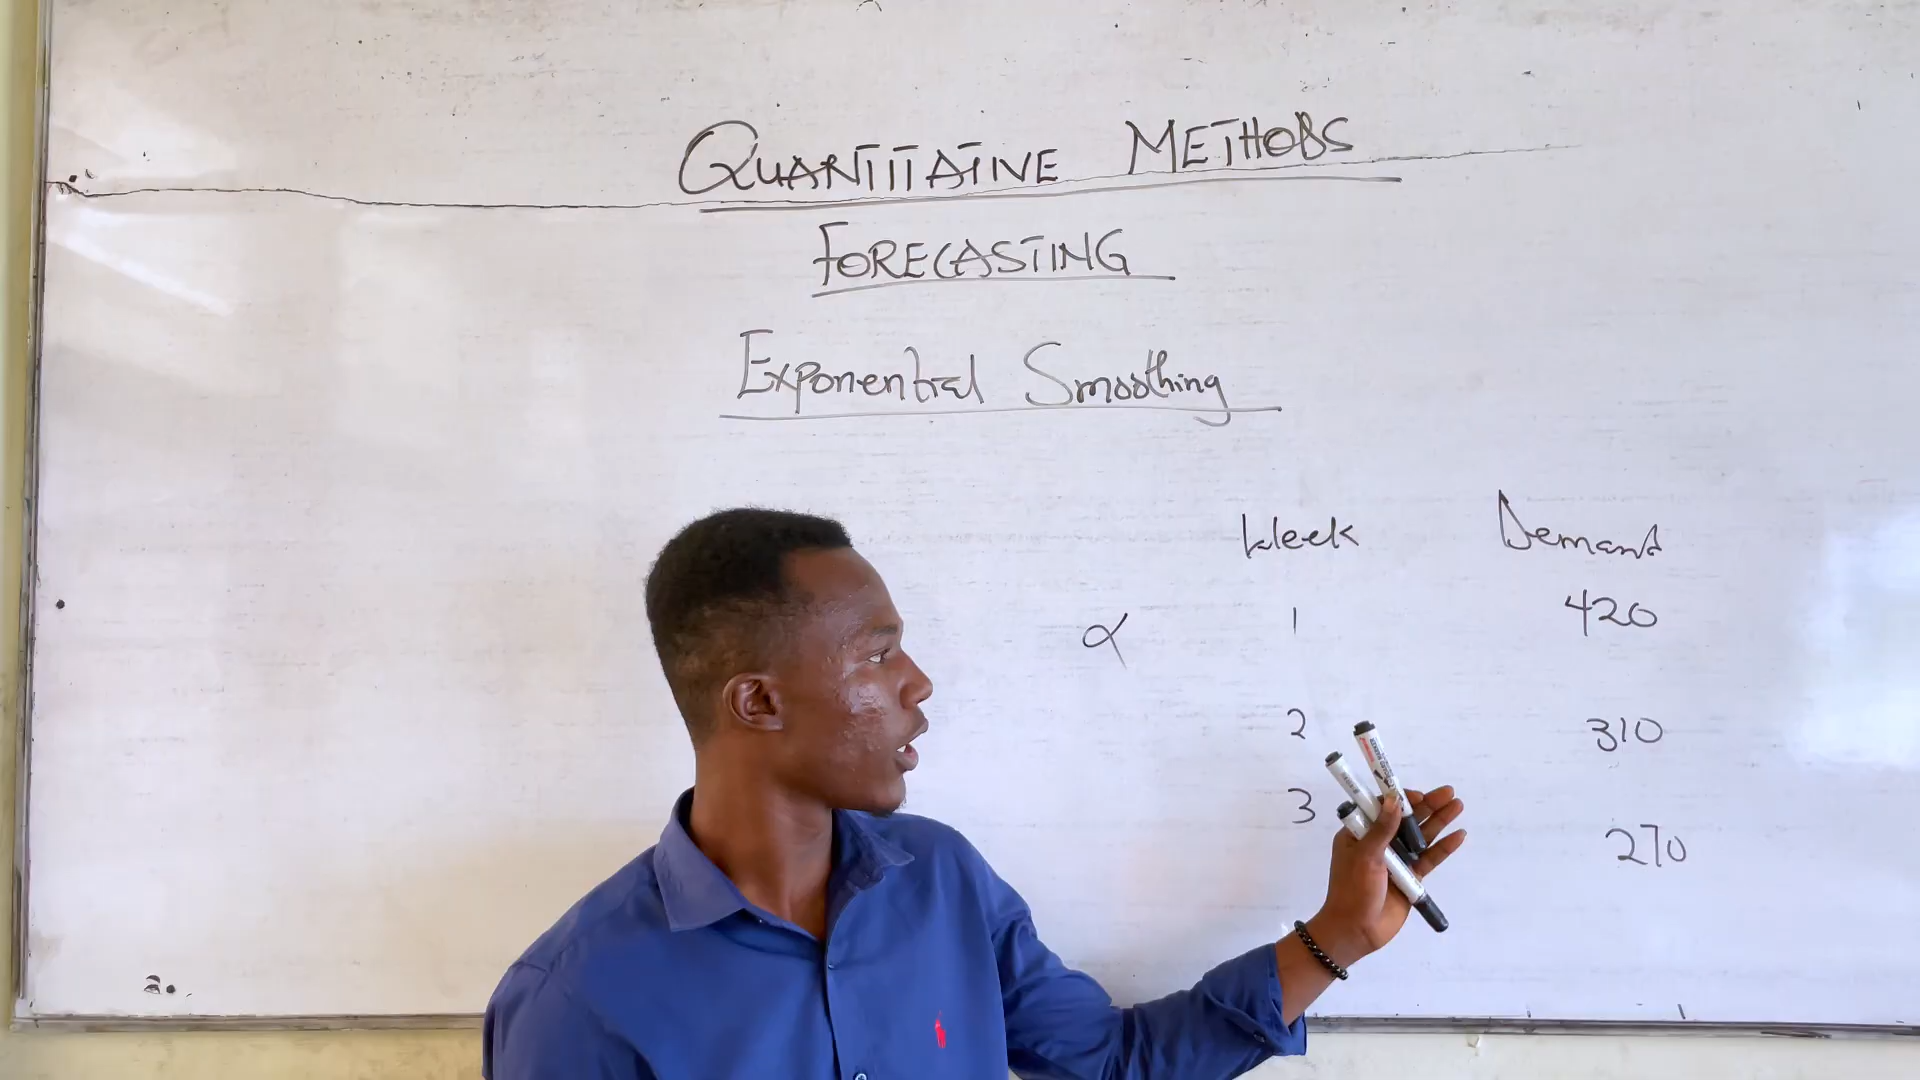 QUANTITATIVE METHODS
FORECASTING
Exponential Smoothing
Week Demand
α 1 420
2 310
3 270